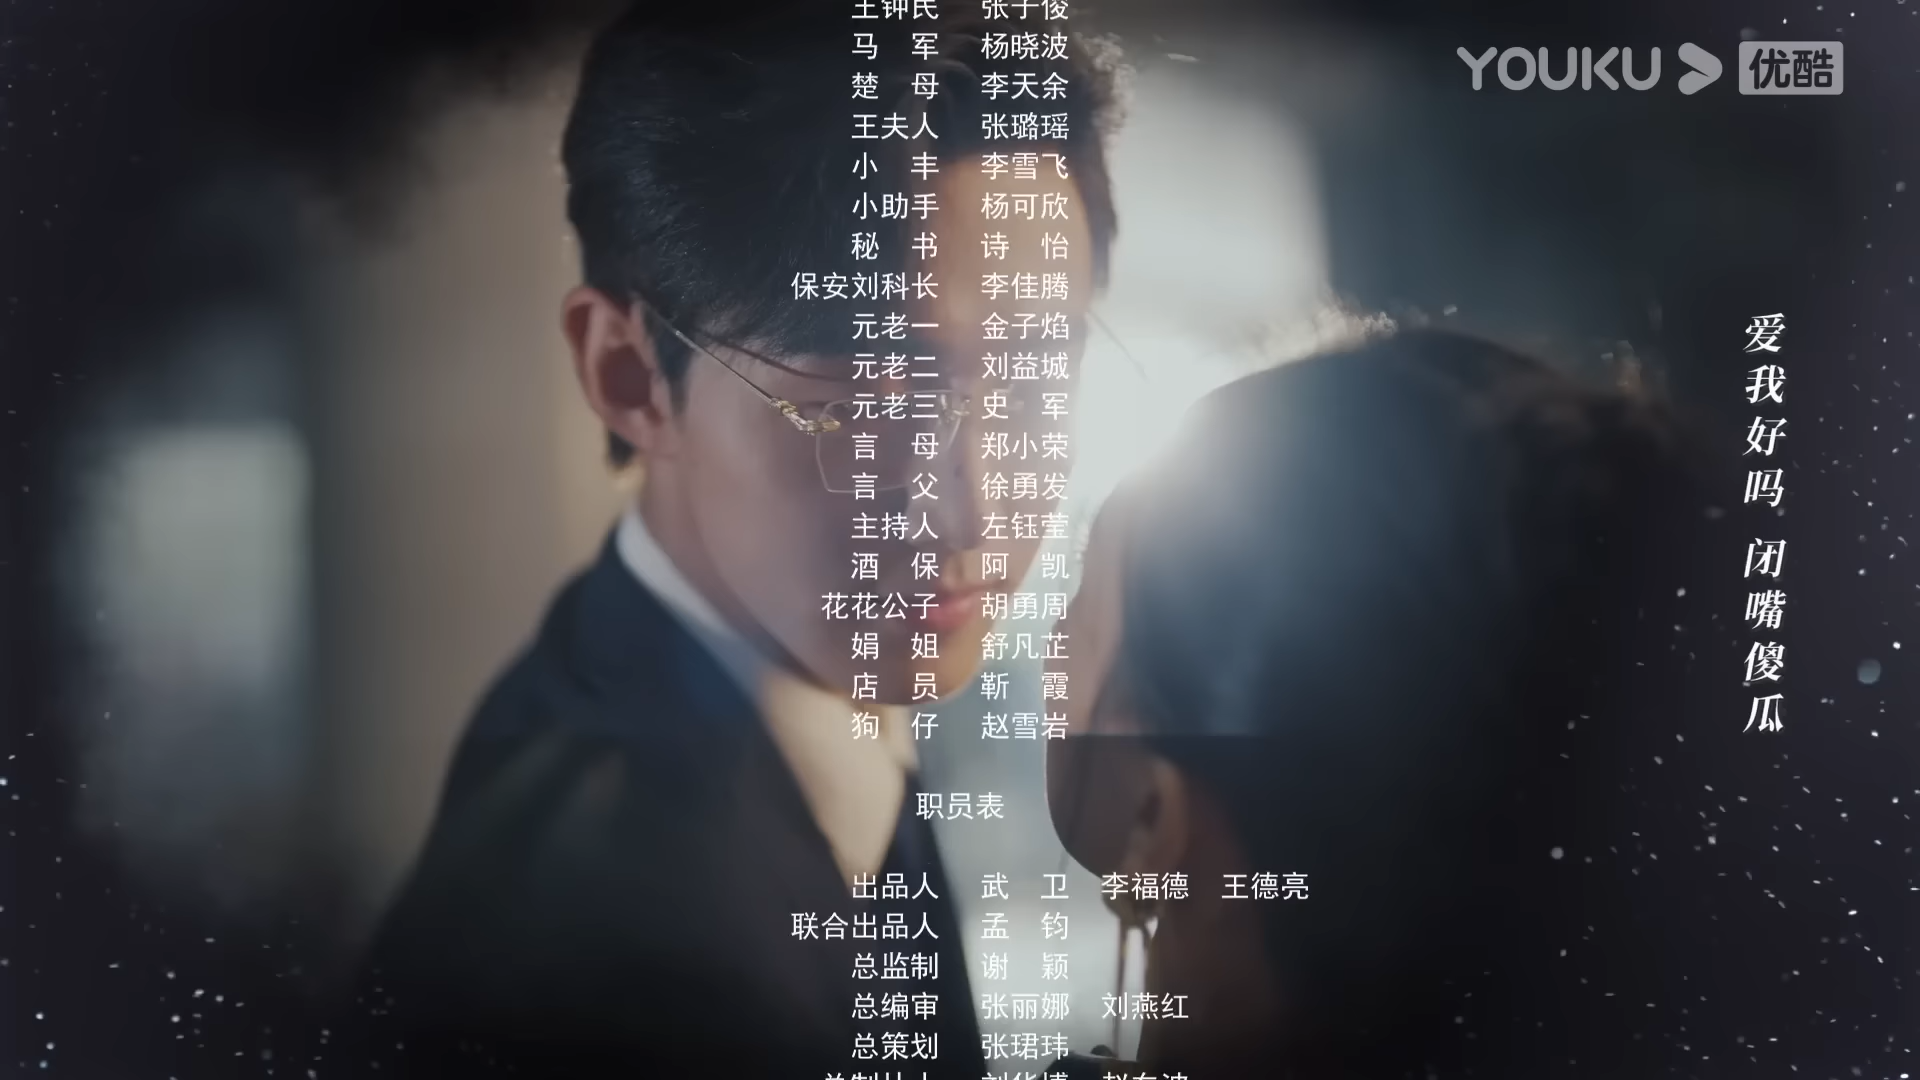 王钟民 张子俊
马 军 杨晓波
楚 母 李天余
王夫人 张璐瑶
小 丰 李雪飞
小助手 杨可欣
秘 书 诗 怡
保安刘科长 李佳腾
元老一 金子焰
元老二 刘益城
元老三 史 军
言 母 郑小荣
言 父 徐勇发
主持人 左钰莹
酒 保 阿 凯
花花公子 胡勇周
娟 姐 舒凡芷
店 员 靳 霞
狗 仔 赵雪岩
职员表
出品人 武 卫 李福德 王德亮
联合出品人 孟 钧
总监制 谢 颖
总编审 张丽娜 刘燕红
总策划 张珺玮
YOUKU 优酷
爱我好吗 闭嘴傻瓜